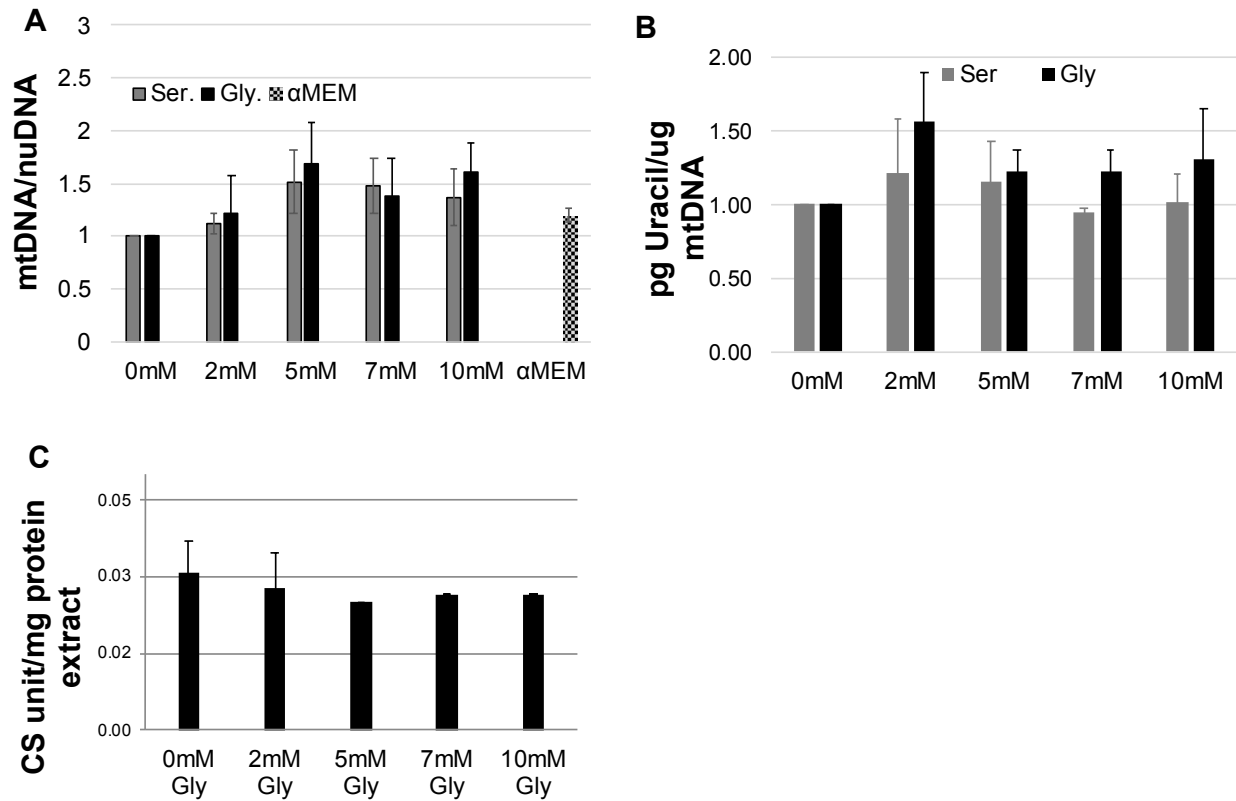 A
mtDNA/nuDNA
3
2.5
2
1.5
1
0.5
0
Ser. Gly. αMEM
0mM 2mM 5mM 7mM 10mM αMEM
B
pg Uracil/ug
mtDNA
2.00
1.50
1.00
0.50
0.00
Ser Gly
0mM 2mM 5mM 7mM 10mM
C
CS unit/mg protein
extract
0.05
0.03
0.02
0.00
0mM 2mM 5mM 7mM 10mM
Gly Gly Gly Gly Gly